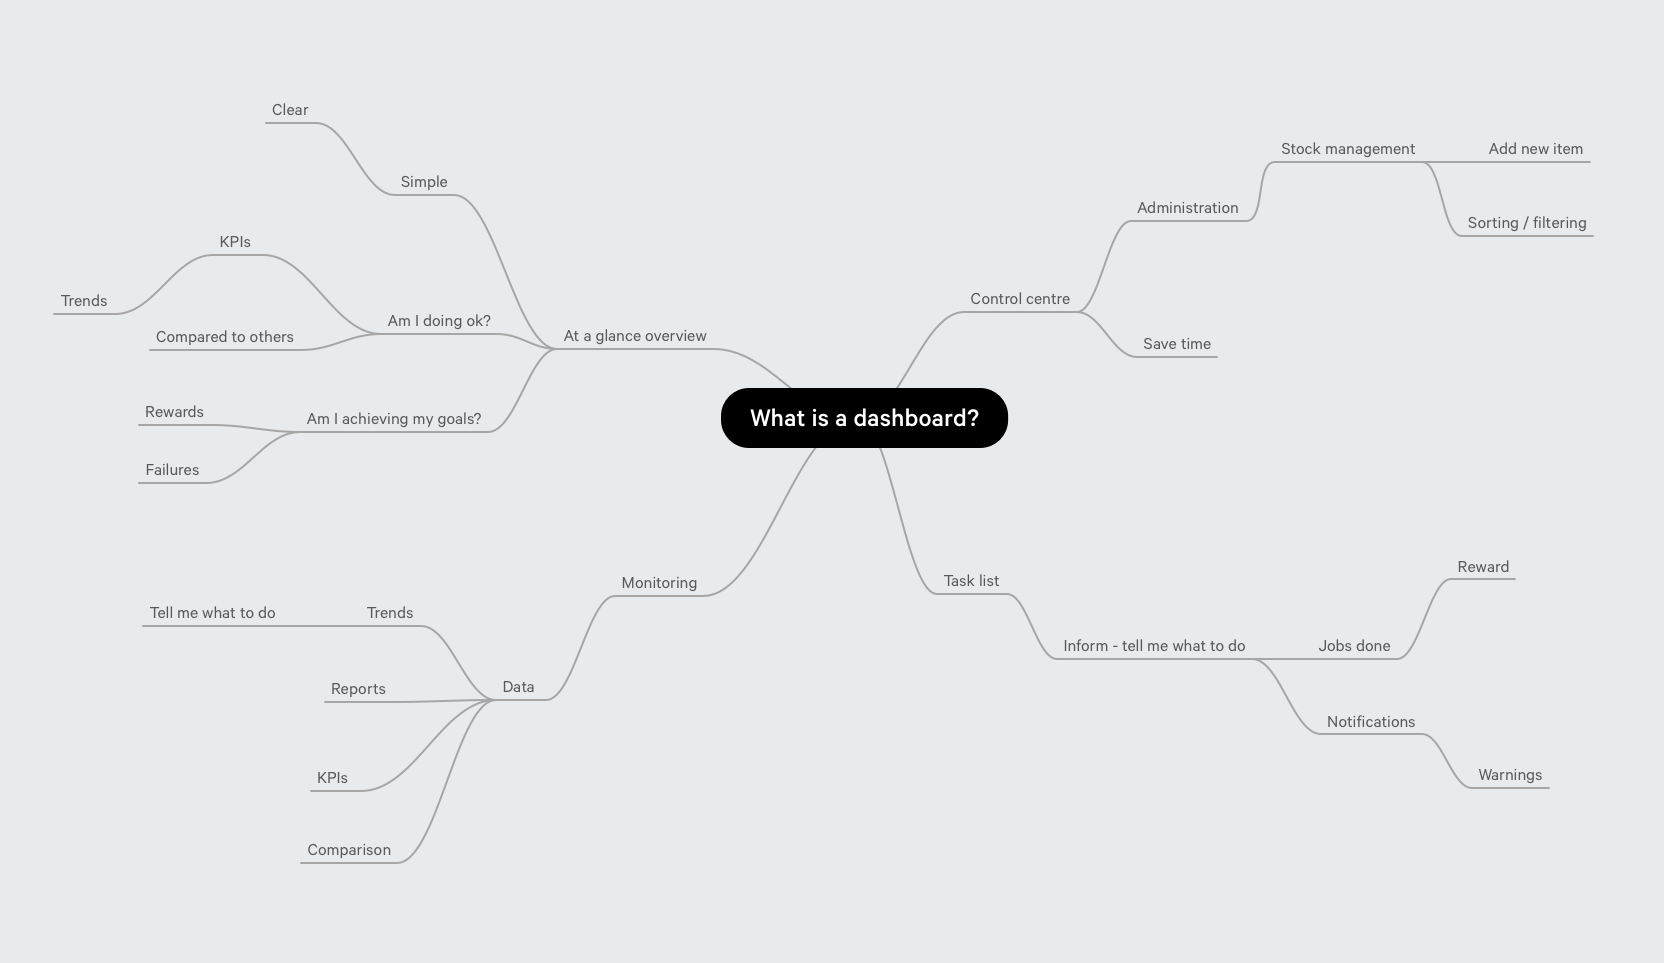 What is a dashboard?
At a glance overview
Simple
Clear
Am I doing ok?
KPIs
Trends
Compared to others
Am I achieving my goals?
Rewards
Failures
Monitoring
Data
Trends
Tell me what to do
Reports
KPIs
Comparison
Control centre
Administration
Stock management
Add new item
Sorting / filtering
Save time
Task list
Inform - tell me what to do
Jobs done
Reward
Notifications
Warnings